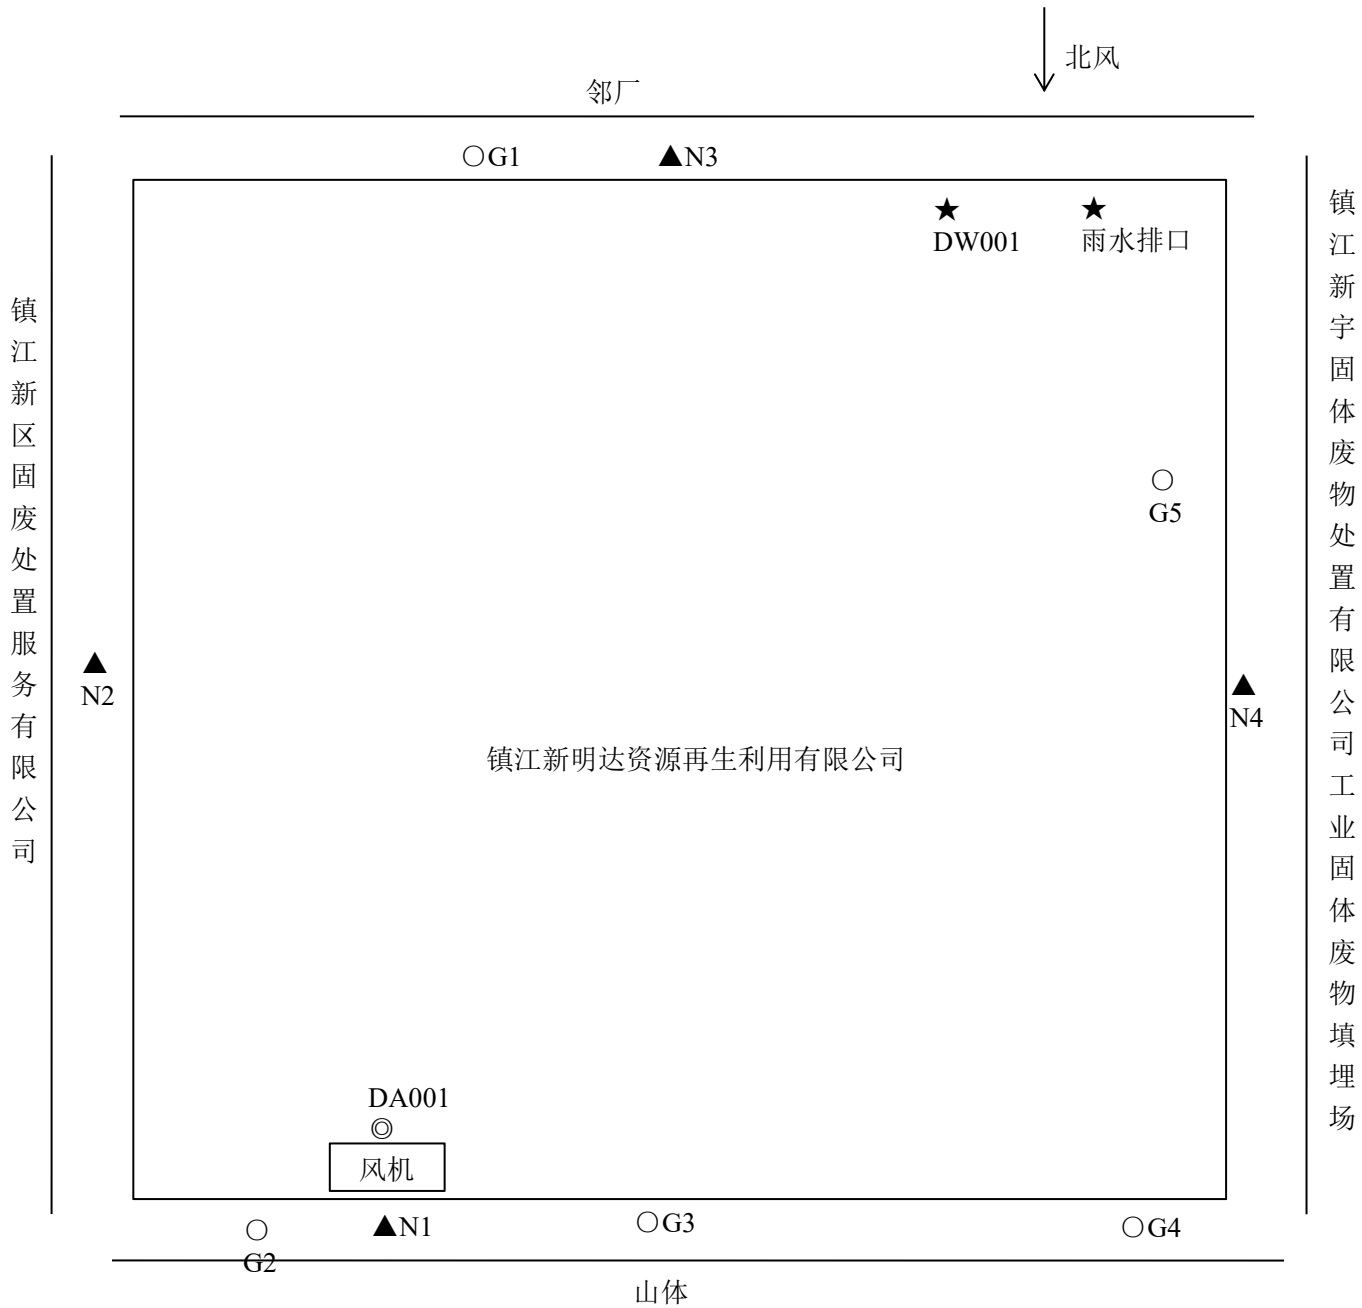 北风
邻厂
○G1
▲N3
★
DW001
★
雨水排口
镇江新区固废处置服务有限公司
镇江新宇固体废物处置有限公司工业固体废物填埋场
○
G5
▲
N2
▲
N4
镇江新明达资源再生利用有限公司
DA001
◎
风机
○
G2
▲N1
○G3
○G4
山体